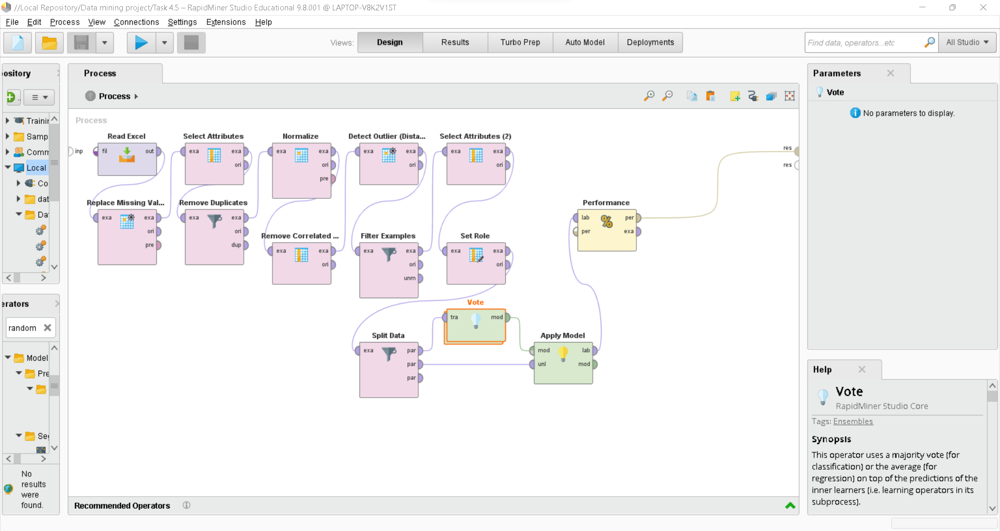 //Local Repository/Data mining project/Task 4.5 – RapidMiner Studio Educational 9.8.001 @ LAPTOP-V8K2V1ST
File Edit Process View Connections Settings Extensions Help
Views: Design Results Turbo Prep Auto Model Deployments
Find data, operators...etc
All Studio
ository
Trainin
Samp
Comm
Local
Co
dat
Da
erators
random
Model
Pre
Seg
No
results
were
found.
Process
Process
Process
inp
Read Excel
fil out
Select Attributes
exa exa
ori
Normalize
exa exa
ori
pre
Detect Outlier (Dista...
exa exa
ori
Select Attributes (2)
exa exa
ori
res
res
Replace Missing Val...
exa exa
ori
pre
Remove Duplicates
exa exa
ori
dup
Performance
lab per
per exa
Remove Correlated ...
exa exa
ori
Filter Examples
exa exa
ori
unm
Set Role
exa exa
ori
Vote
tra mod
Split Data
exa par
par
par
Apply Model
mod lab
unl mod
Recommended Operators
Parameters
Vote
No parameters to display.
Help
Vote
RapidMiner Studio Core
Tags: Ensembles
Synopsis
This operator uses a majority vote (for
classification) or the average (for
regression) on top of the predictions of the
inner learners (i.e. learning operators in its
subprocess).